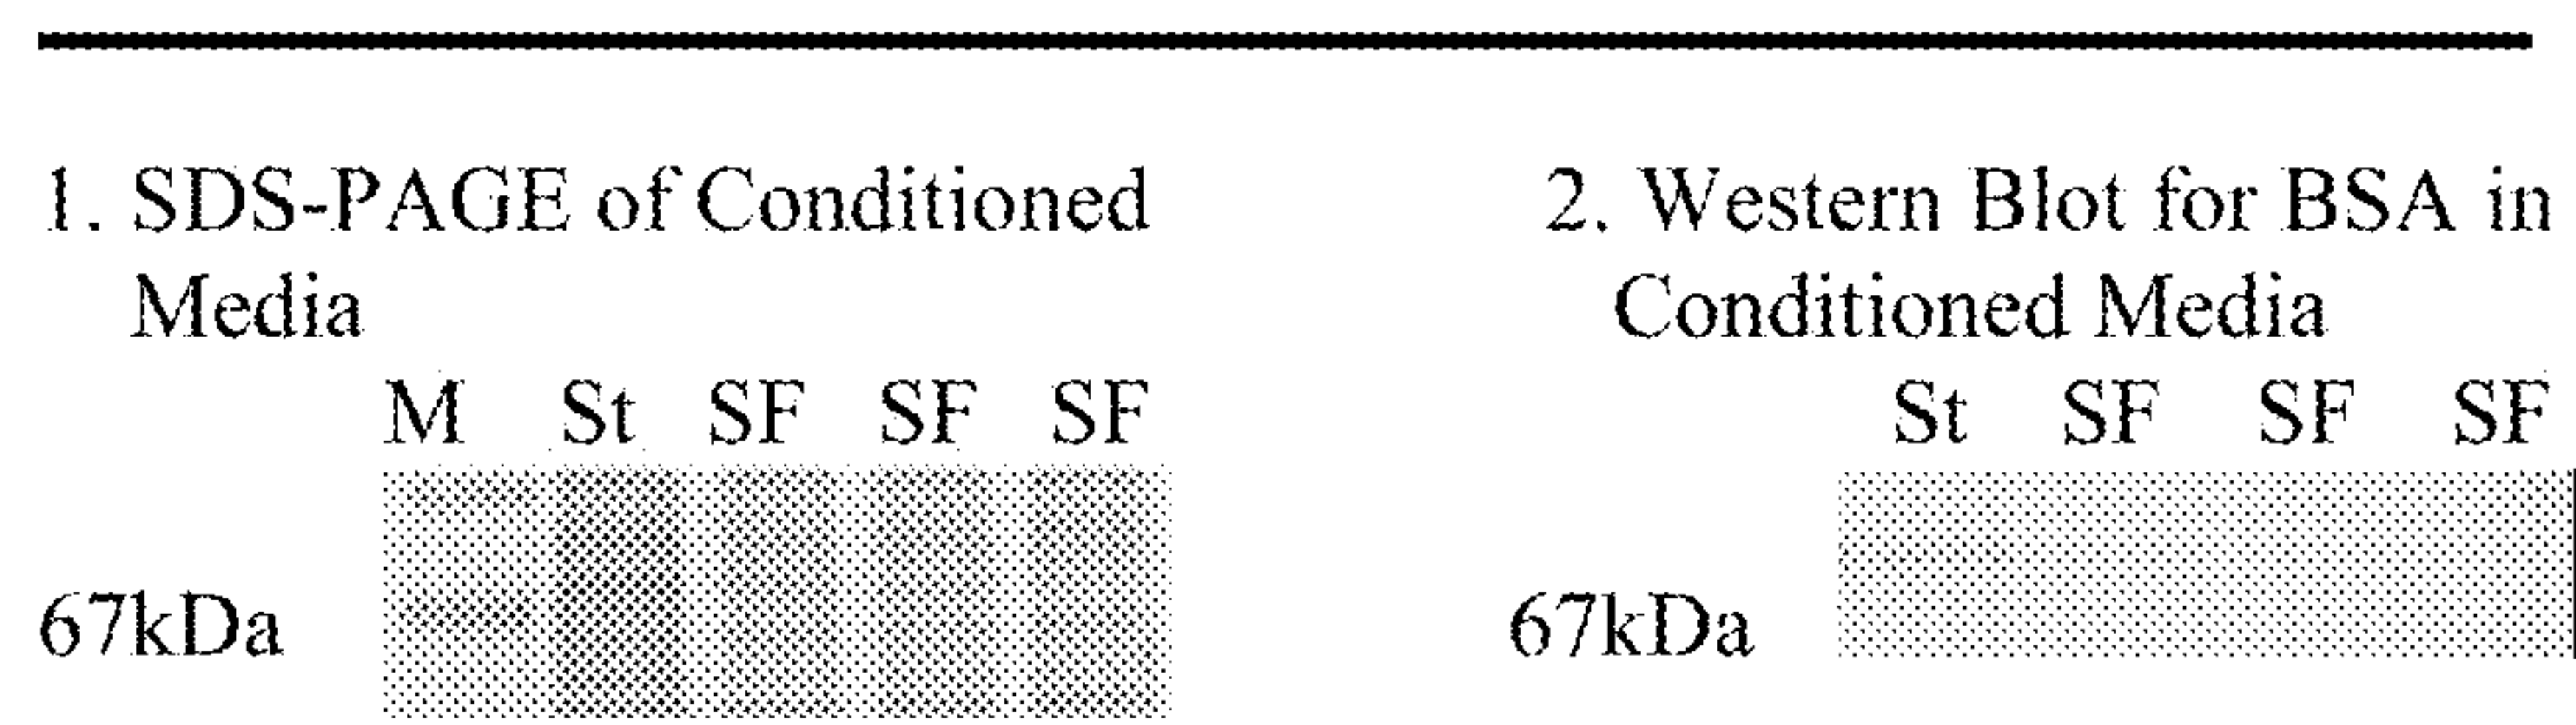 1. SDS-PAGE of Conditioned
Media
M St SF SF SF
67kDa
2. Western Blot for BSA in
Conditioned Media
St SF SF SF
67kDa